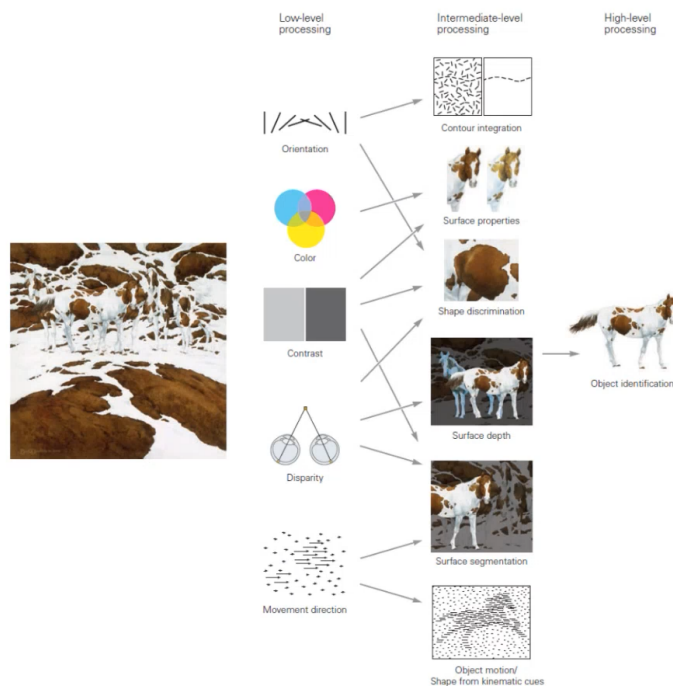 Low-level
processing
Intermediate-level
processing
High-level
processing
Orientation
Color
Contrast
Disparity
Movement direction
Contour integration
Surface properties
Shape discrimination
Surface depth
Surface segmentation
Object motion/
Shape from kinematic cues
Object identification